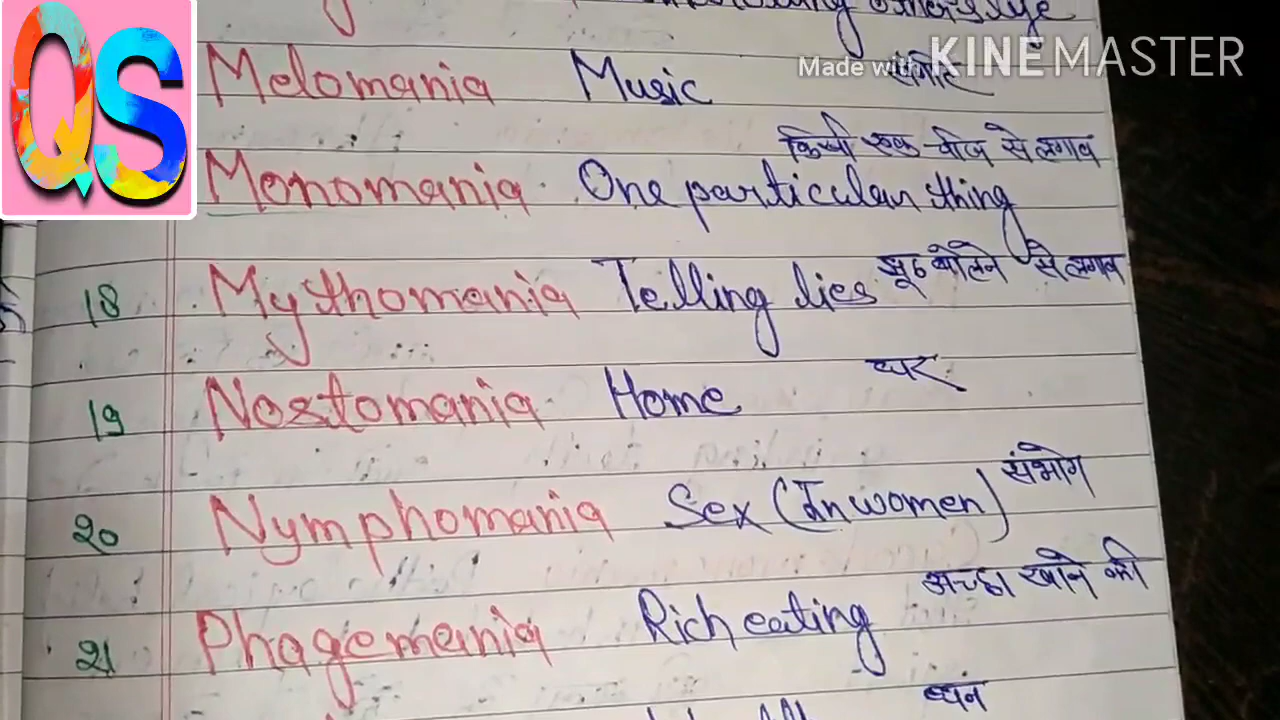 QS
Made with KINEMASTER
Melomania Music
किसी एक चीज से लगाव
Monomania One particular thing
18 Mythomania Telling lies झूठ बोलने से लगाव
19 Nostomania Home घर
20 Nymphomania Sex (In women) संभोग
21 Phagemania Rich eating अच्छा खाने की